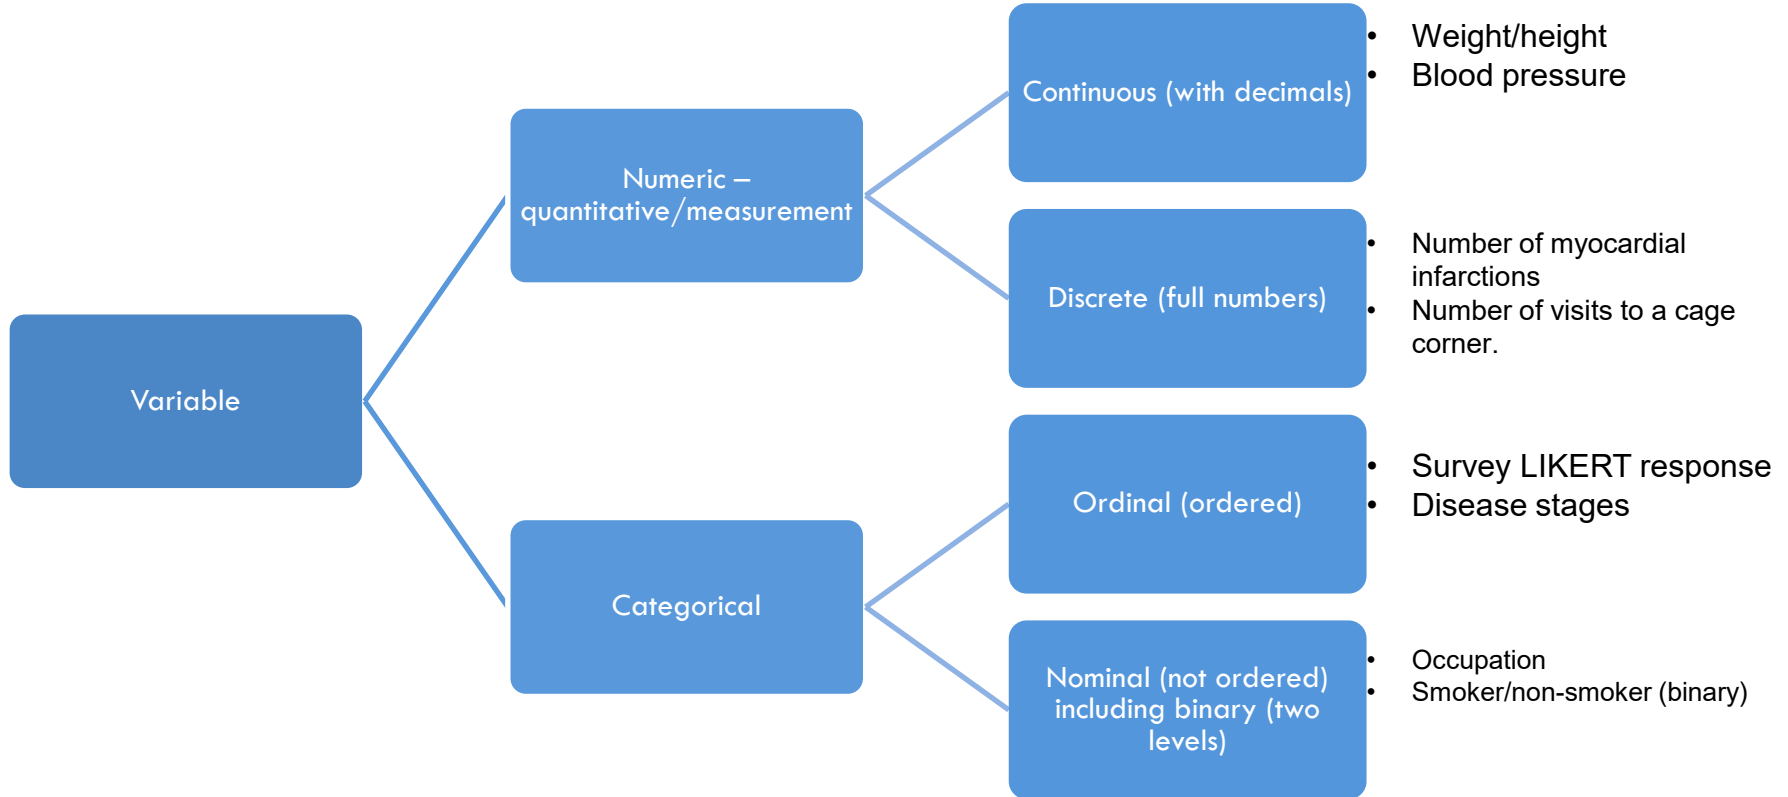 Variable
Numeric –
quantitative/measurement
Continuous (with decimals)
• Weight/height
• Blood pressure
Discrete (full numbers)
• Number of myocardial
infarctions
• Number of visits to a cage
corner.
Categorical
Ordinal (ordered)
• Survey LIKERT response
• Disease stages
Nominal (not ordered)
including binary (two
levels)
• Occupation
• Smoker/non-smoker (binary)